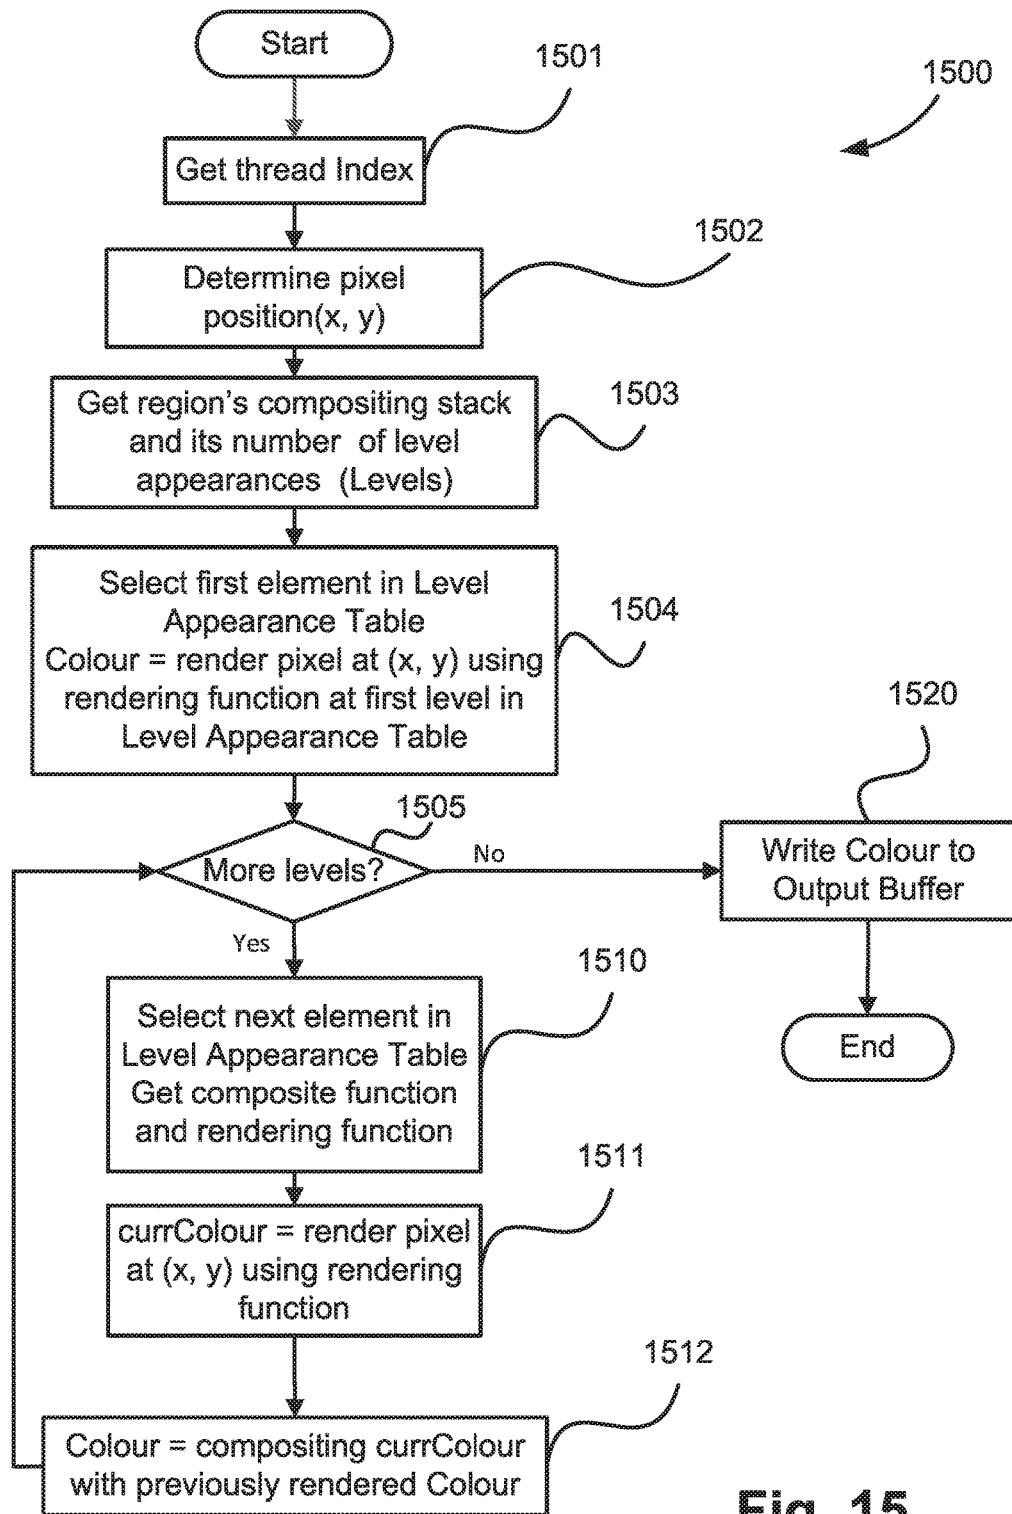 Start
1501
1500
Get thread Index
1502
Determine pixel
position(x, y)
1503
Get region's compositing stack
and its number of level
appearances (Levels)
1504
Select first element in Level
Appearance Table
Colour = render pixel at (x, y) using
rendering function at first level in
Level Appearance Table
1520
1505
More levels?
No
Write Colour to
Output Buffer
Yes
1510
Select next element in
Level Appearance Table
Get composite function
and rendering function
End
1511
currColour = render pixel
at (x, y) using rendering
function
1512
Colour = compositing currColour
with previously rendered Colour
Fig. 15